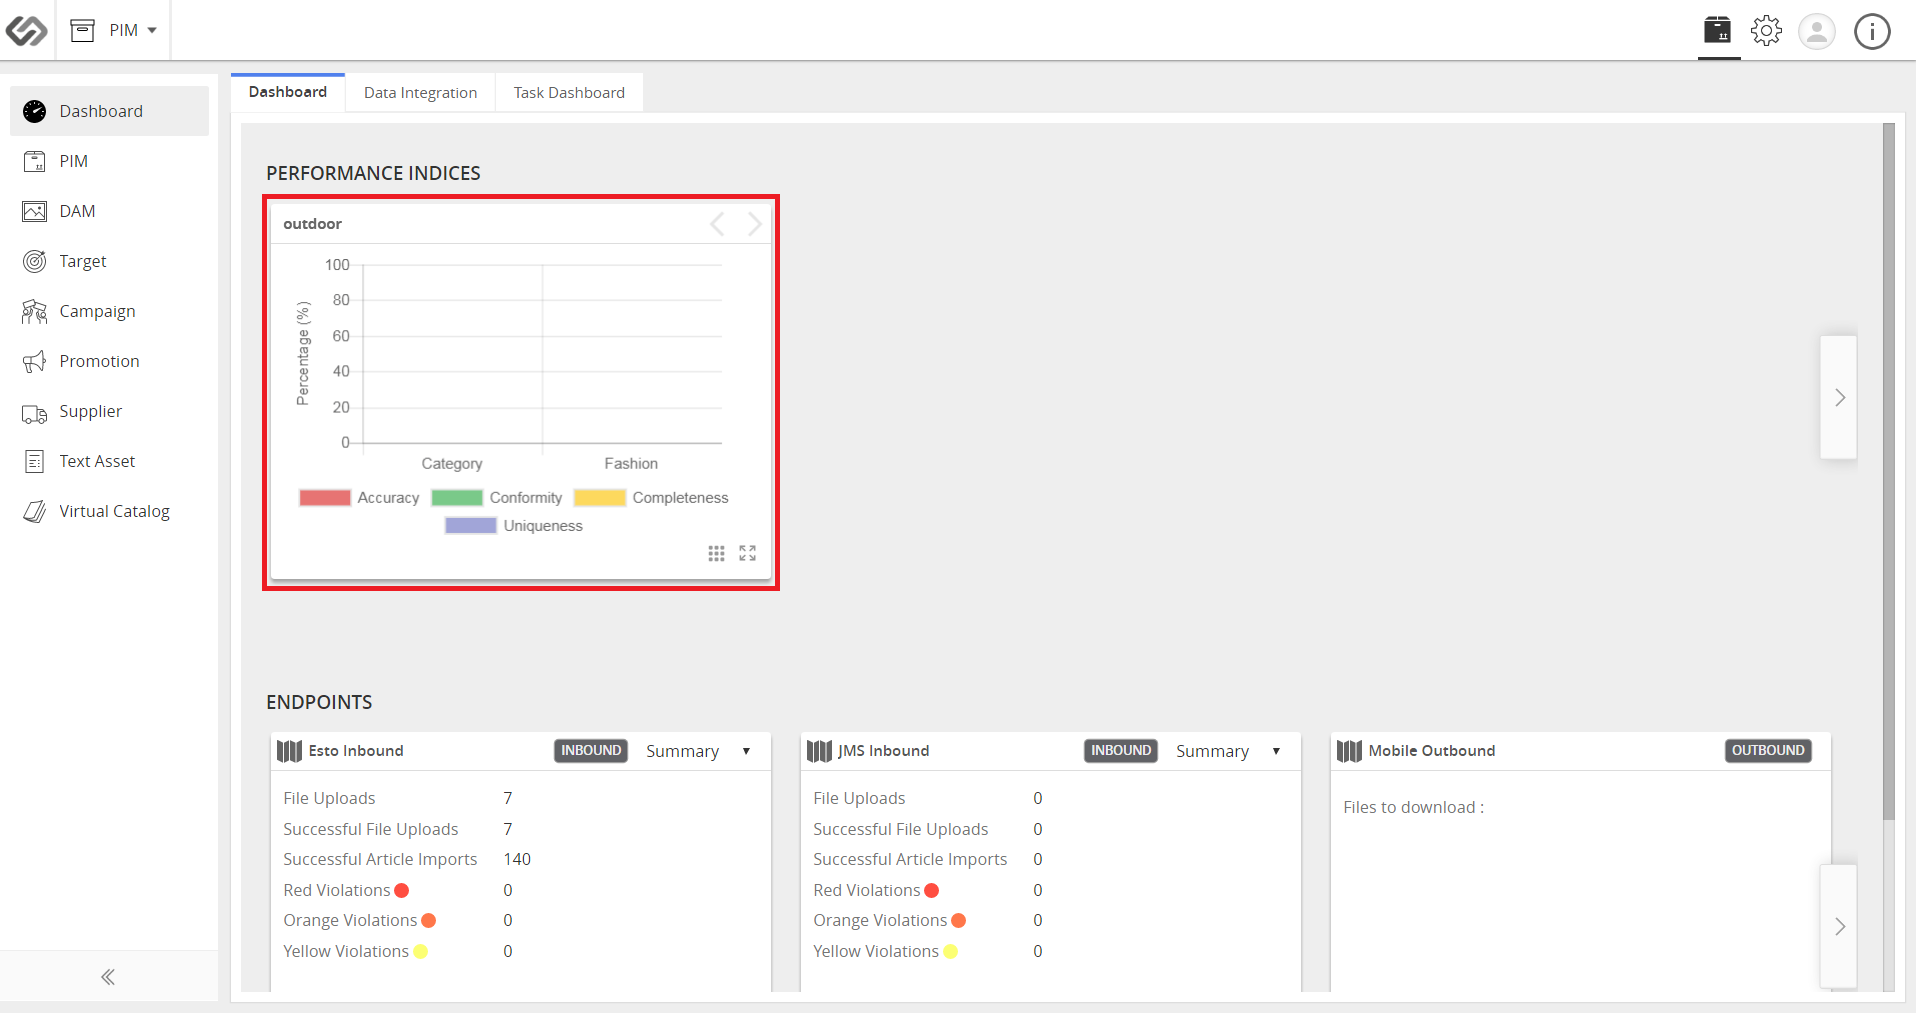 PIM
Dashboard
PIM
DAM
Target
Campaign
Promotion
Supplier
Text Asset
Virtual Catalog
Dashboard Data Integration Task Dashboard
PERFORMANCE INDICES
outdoor
Percentage (%)
100
80
60
40
20
0
Category Fashion
Accuracy Conformity Completeness
Uniqueness
ENDPOINTS
Esto Inbound INBOUND Summary
File Uploads 7
Successful File Uploads 7
Successful Article Imports 140
Red Violations 0
Orange Violations 0
Yellow Violations 0
JMS Inbound INBOUND Summary
File Uploads 0
Successful File Uploads 0
Successful Article Imports 0
Red Violations 0
Orange Violations 0
Yellow Violations 0
Mobile Outbound OUTBOUND
Files to download :